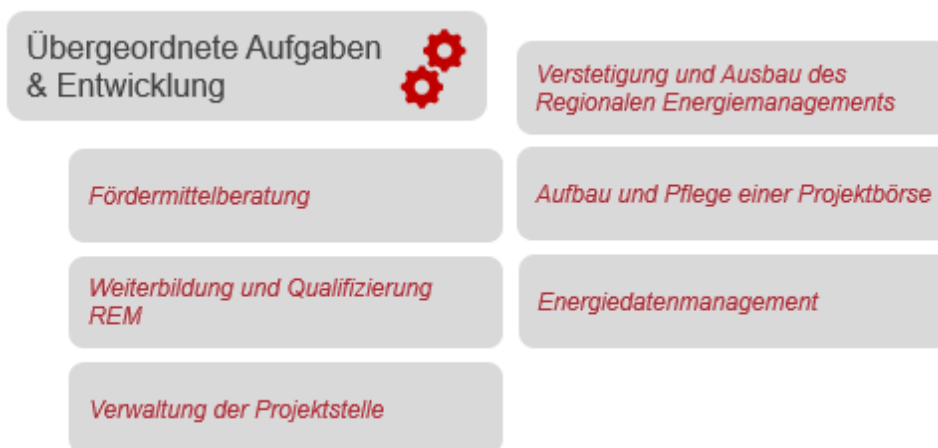 Übergeordnete Aufgaben
& Entwicklung
Verstetigung und Ausbau des
Regionalen Energiemanagements
Fördermittelberatung
Aufbau und Pflege einer Projektbörse
Weiterbildung und Qualifizierung
REM
Energiedatenmanagement
Verwaltung der Projektstelle